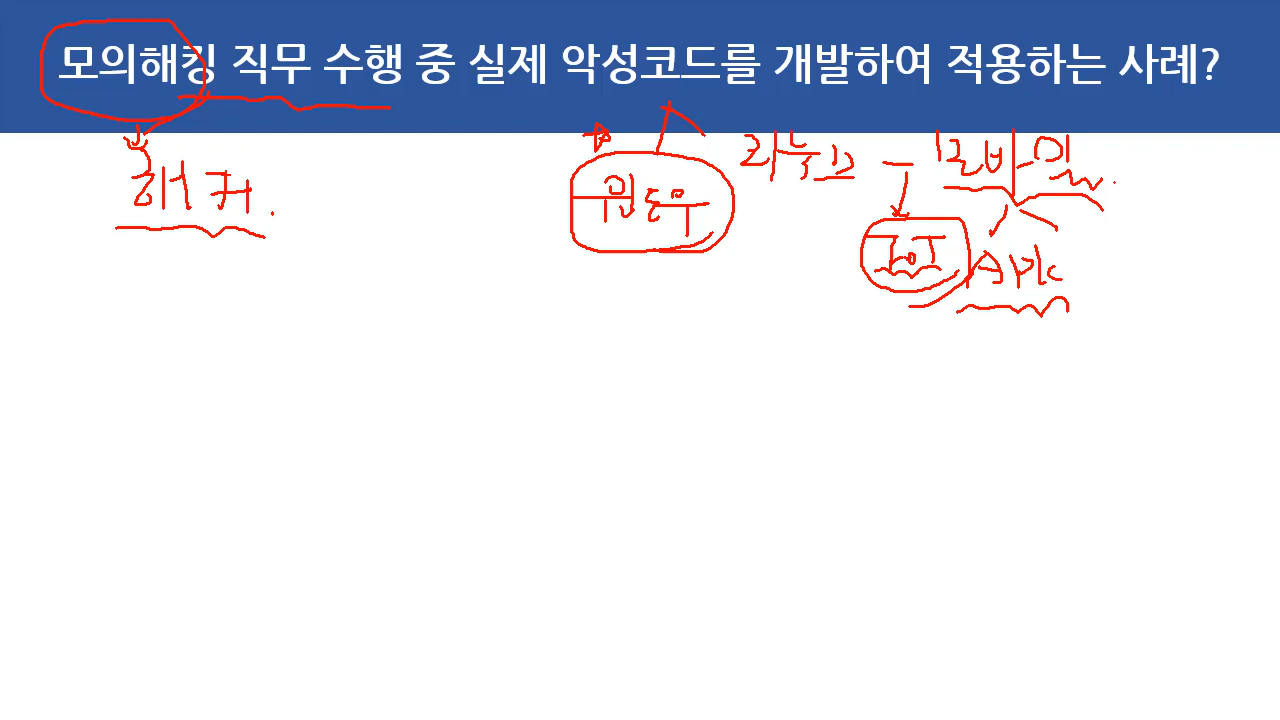 모의해킹 직무 수행 중 실제 악성코드를 개발하여 적용하는 사례?
해커.
윈도우 리눅스 - 모바일.
IoT APK